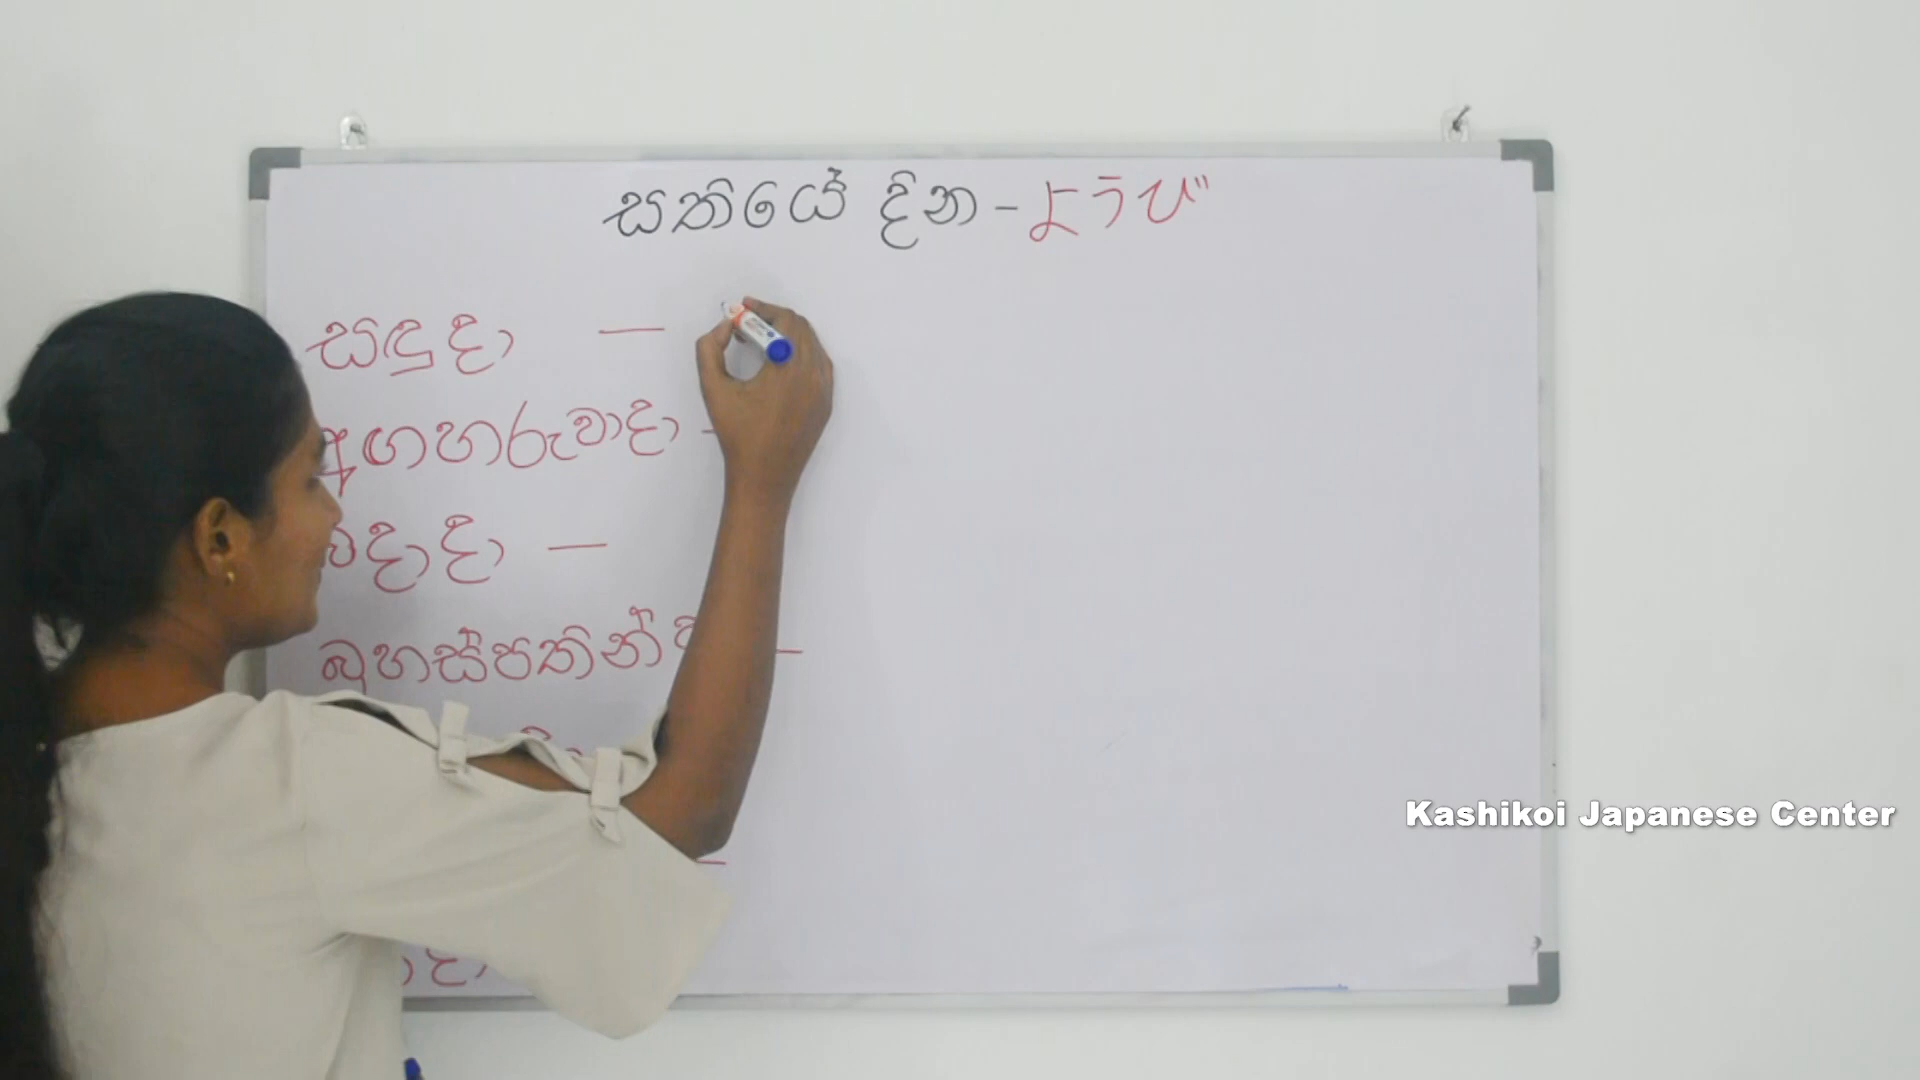 සතියේ දින - ようび
සඳුදා —
අඟහරුවාදා -
බදාදා —
බ්‍රහස්පතින්දා —
Kashikoi Japanese Center